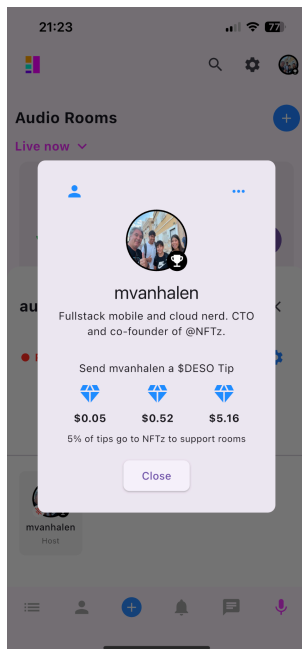 21:23
77
Audio Rooms
Live now
mvanhalen
Fullstack mobile and cloud nerd. CTO
and co-founder of @NFTz.
au
Send mvanhalen a $DESO Tip
$0.05 $0.52 $5.16
5% of tips go to NFTz to support rooms
Close
mvanhalen
Host